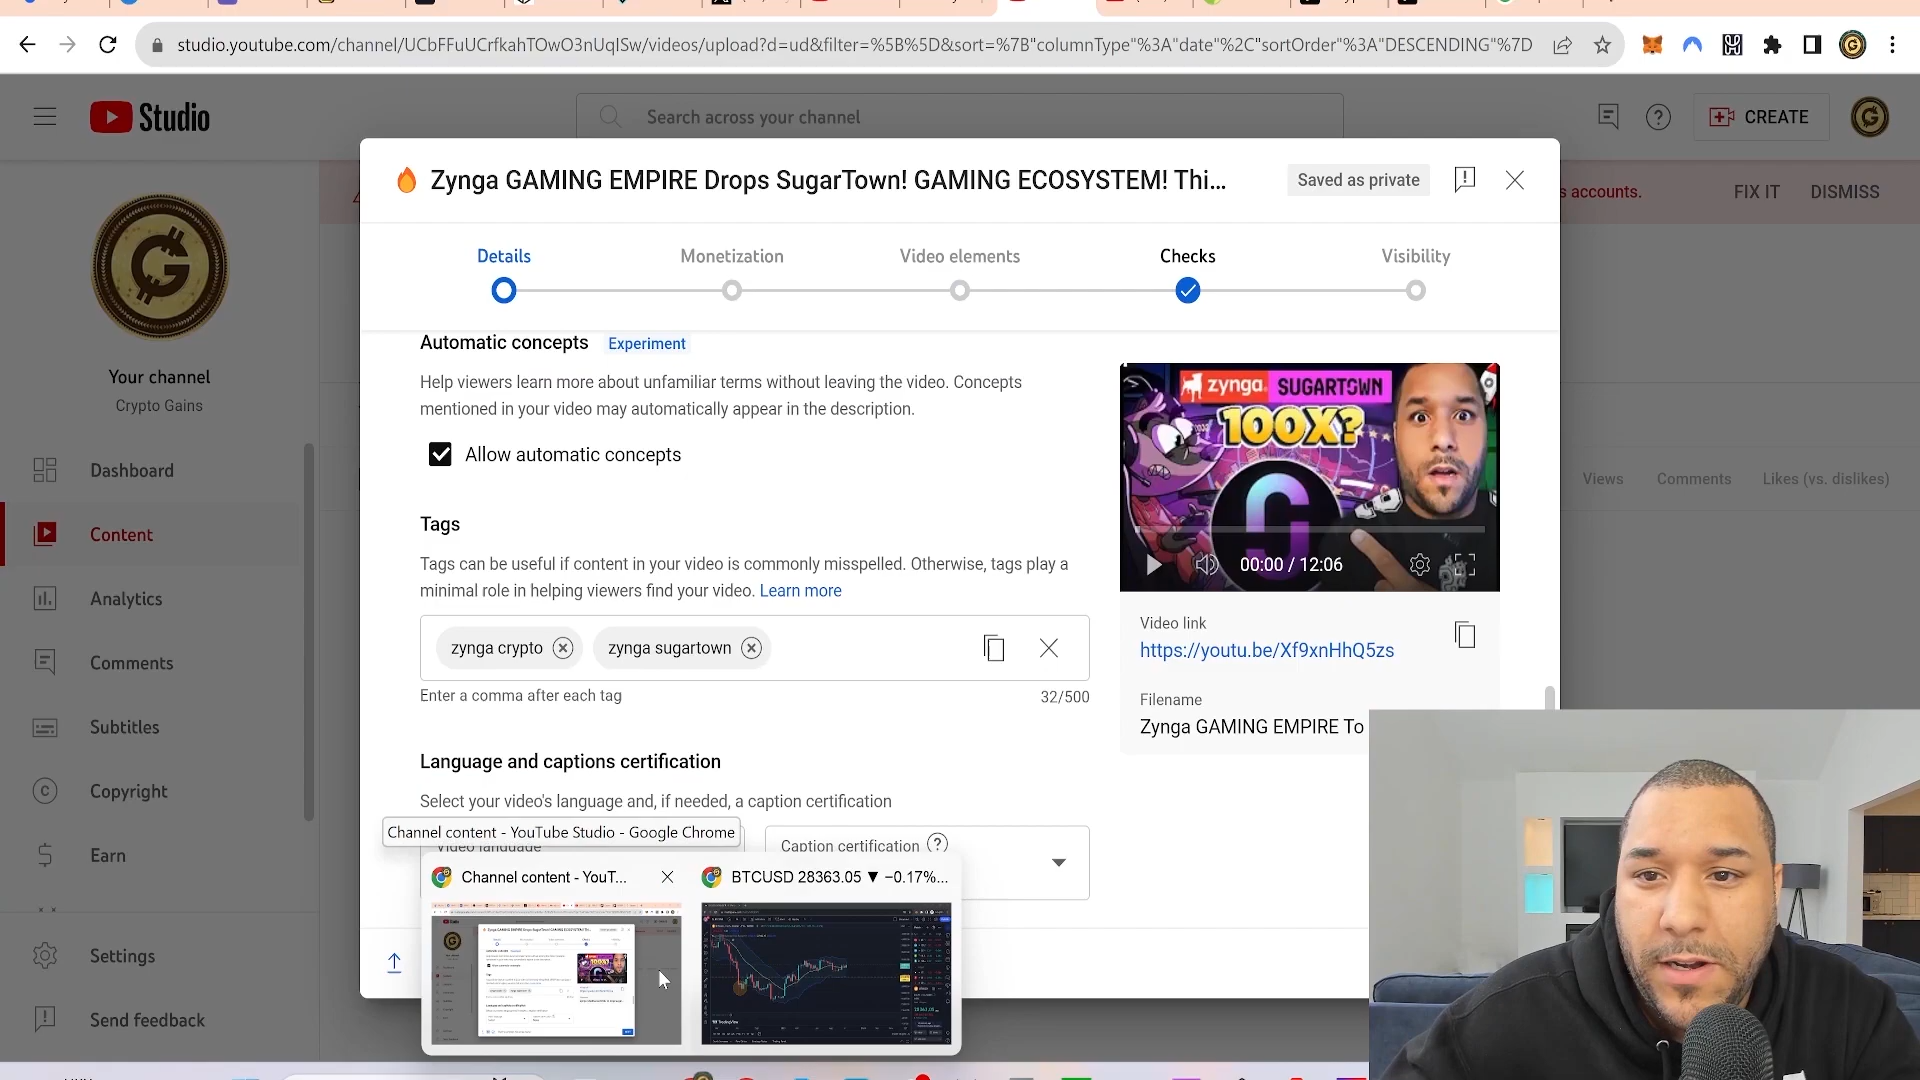 studio.youtube.com/channel/UCbFFuUCrfkahTOwO3nUqISw/videos/upload?d=ud&filter=%5B%5D&sort=%7B"columnType"%3A"date"%2C"sortOrder"%3A"DESCENDING"%7D
Studio
Search across your channel
CREATE
Zynga GAMING EMPIRE Drops SugarTown! GAMING ECOSYSTEM! Thi...
Saved as private
s accounts.
FIX IT
DISMISS
Details
Monetization
Video elements
Checks
Visibility
Your channel
Crypto Gains
Dashboard
Content
Analytics
Comments
Subtitles
Copyright
Earn
Settings
Send feedback
Automatic concepts
Experiment
Help viewers learn more about unfamiliar terms without leaving the video. Concepts
mentioned in your video may automatically appear in the description.
Allow automatic concepts
Tags
Tags can be useful if content in your video is commonly misspelled. Otherwise, tags play a
minimal role in helping viewers find your video. Learn more
zynga crypto
zynga sugartown
Enter a comma after each tag
32/500
Language and captions certification
Select your video's language and, if needed, a caption certification
Channel content - YouTube Studio - Google Chrome
Video language
Caption certification
Channel content - YouT...
BTCUSD 28363.05 ▼ −0.17%...
zynga SUGARTOWN
100X?
00:00 / 12:06
Video link
https://youtu.be/Xf9xnHhQ5zs
Filename
Zynga GAMING EMPIRE To
Views
Comments
Likes (vs. dislikes)